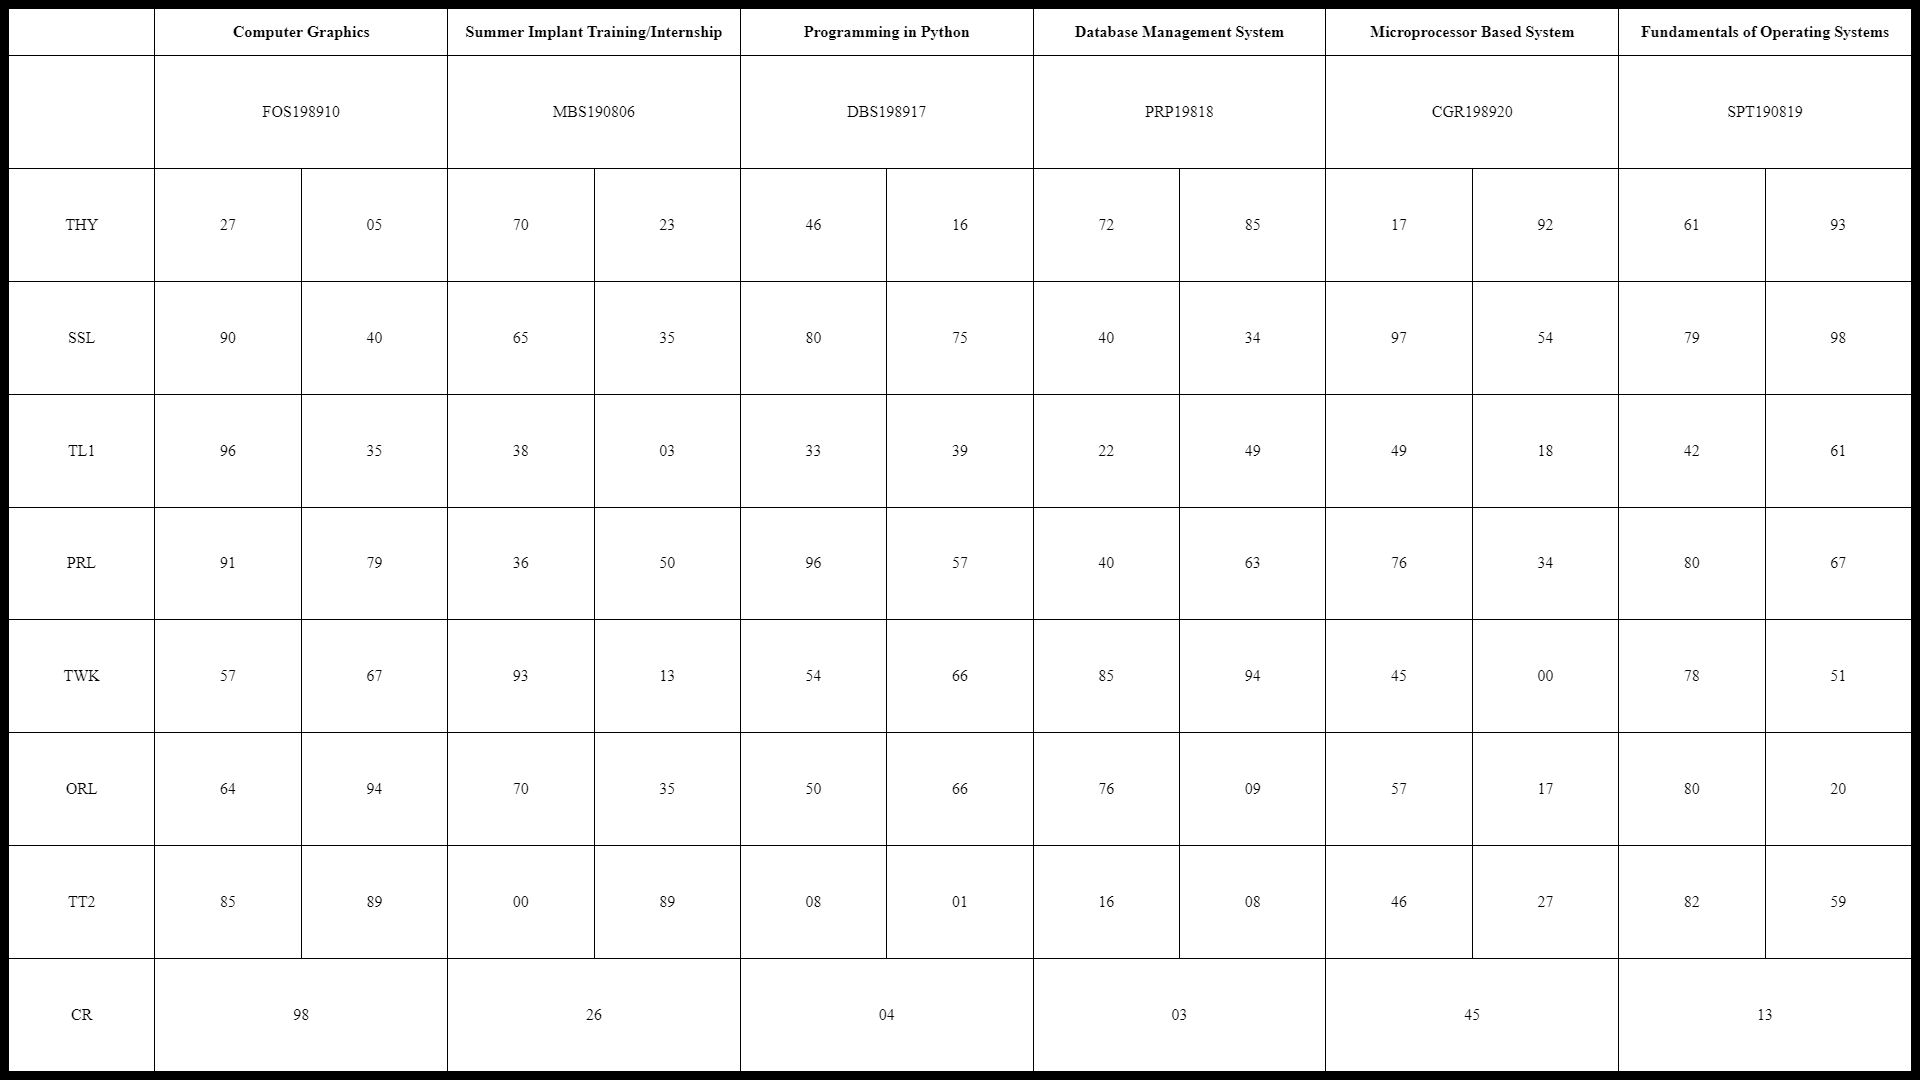 Computer Graphics Summer Implant Training/Internship Programming in Python Database Management System Microprocessor Based System Fundamentals of Operating Systems
FOS198910 MBS190806 DBS198917 PRP19818 CGR198920 SPT190819
THY 27 05 70 23 46 16 72 85 17 92 61 93
SSL 90 40 65 35 80 75 40 34 97 54 79 98
TL1 96 35 38 03 33 39 22 49 49 18 42 61
PRL 91 79 36 50 96 57 40 63 76 34 80 67
TWK 57 67 93 13 54 66 85 94 45 00 78 51
ORL 64 94 70 35 50 66 76 09 57 17 80 20
TT2 85 89 00 89 08 01 16 08 46 27 82 59
CR 98 26 04 03 45 13